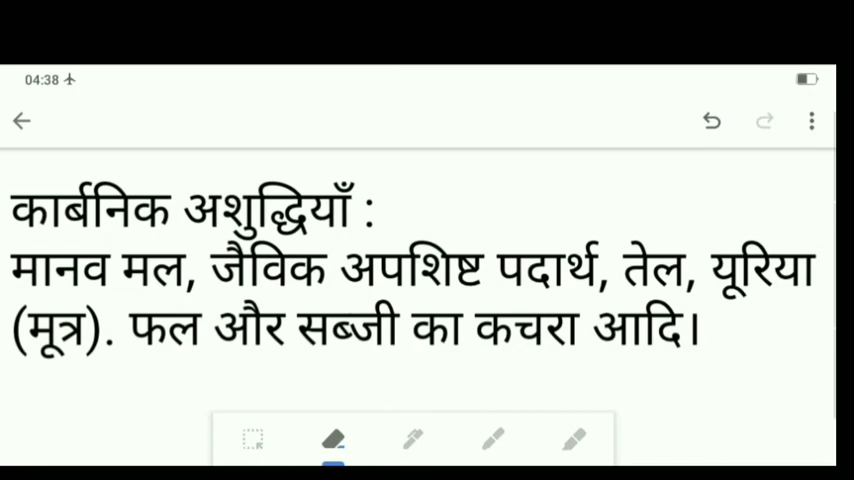 04:38
कार्बनिक अशुद्धियाँ :
मानव मल, जैविक अपशिष्ट पदार्थ, तेल, यूरिया
(मूत्र). फल और सब्जी का कचरा आदि।